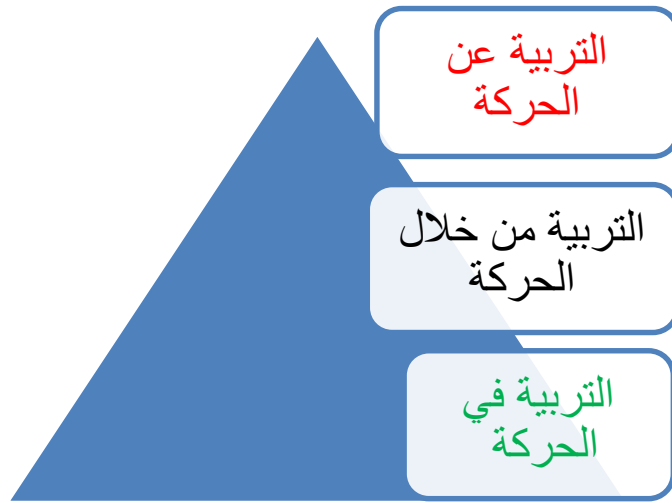 التربية عن
الحركة
التربية من خلال
الحركة
التربية في
الحركة